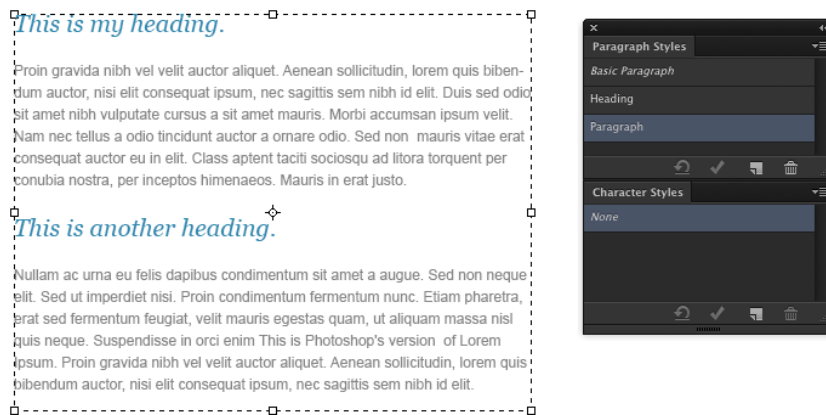 This is my heading.
Proin gravida nibh vel velit auctor aliquet. Aenean sollicitudin, lorem quis biben-
dum auctor, nisi elit consequat ipsum, nec sagittis sem nibh id elit. Duis sed odio
sit amet nibh vulputate cursus a sit amet mauris. Morbi accumsan ipsum velit.
Nam nec tellus a odio tincidunt auctor a ornare odio. Sed non  mauris vitae erat
consequat auctor eu in elit. Class aptent taciti sociosqu ad litora torquent per
conubia nostra, per inceptos himenaeos. Mauris in erat justo.
This is another heading.
Nullam ac urna eu felis dapibus condimentum sit amet a augue. Sed non neque
elit. Sed ut imperdiet nisi. Proin condimentum fermentum nunc. Etiam pharetra,
erat sed fermentum feugiat, velit mauris egestas quam, ut aliquam massa nisl
quis neque. Suspendisse in orci enim This is Photoshop's version  of Lorem
Ipsum. Proin gravida nibh vel velit auctor aliquet. Aenean sollicitudin, lorem quis
bibendum auctor, nisi elit consequat ipsum, nec sagittis sem nibh id elit.
Paragraph Styles
Basic Paragraph
Heading
Paragraph
Character Styles
None